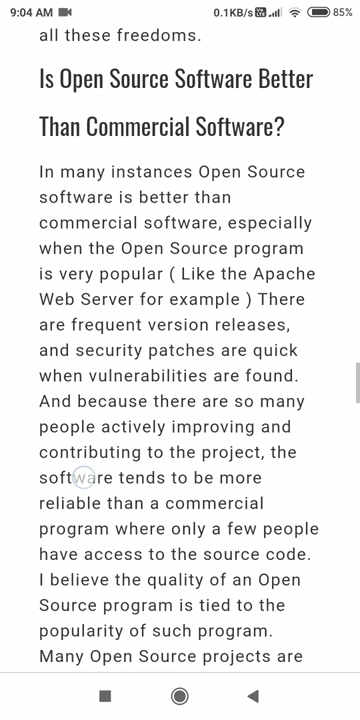 9:04 AM 0.1KB/s 85%
all these freedoms.
Is Open Source Software Better
Than Commercial Software?
In many instances Open Source
software is better than
commercial software, especially
when the Open Source program
is very popular ( Like the Apache
Web Server for example ) There
are frequent version releases,
and security patches are quick
when vulnerabilities are found.
And because there are so many
people actively improving and
contributing to the project, the
software tends to be more
reliable than a commercial
program where only a few people
have access to the source code.
I believe the quality of an Open
Source program is tied to the
popularity of such program.
Many Open Source projects are